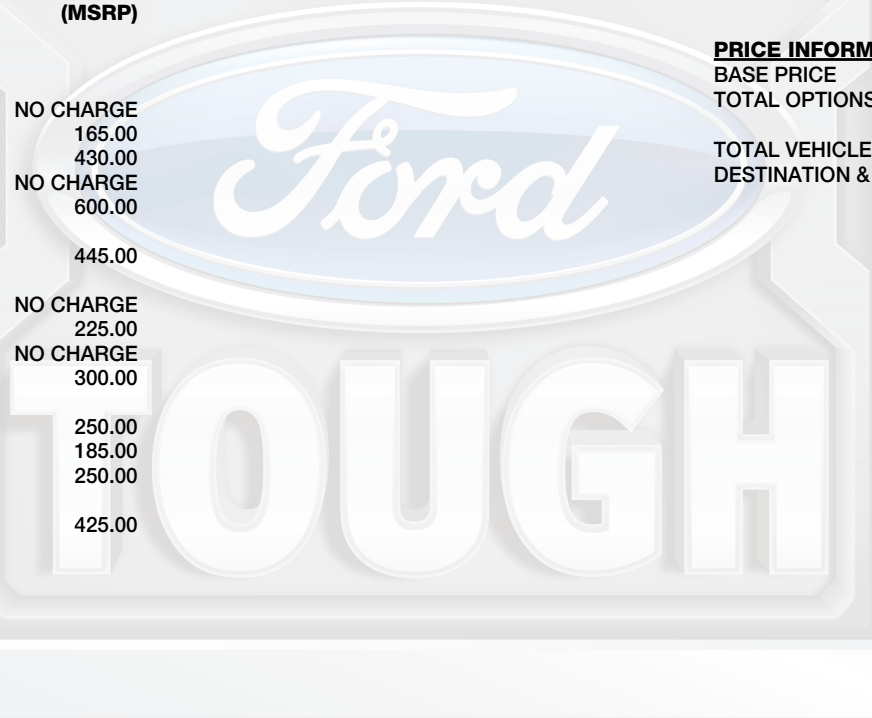 (MSRP)
NO CHARGE
165.00
430.00
NO CHARGE
600.00
445.00
NO CHARGE
225.00
NO CHARGE
300.00
250.00
185.00
250.00
425.00
PRICE INFORM
BASE PRICE
TOTAL OPTIONS
TOTAL VEHICLE
DESTINATION &
Ford
TOUGH